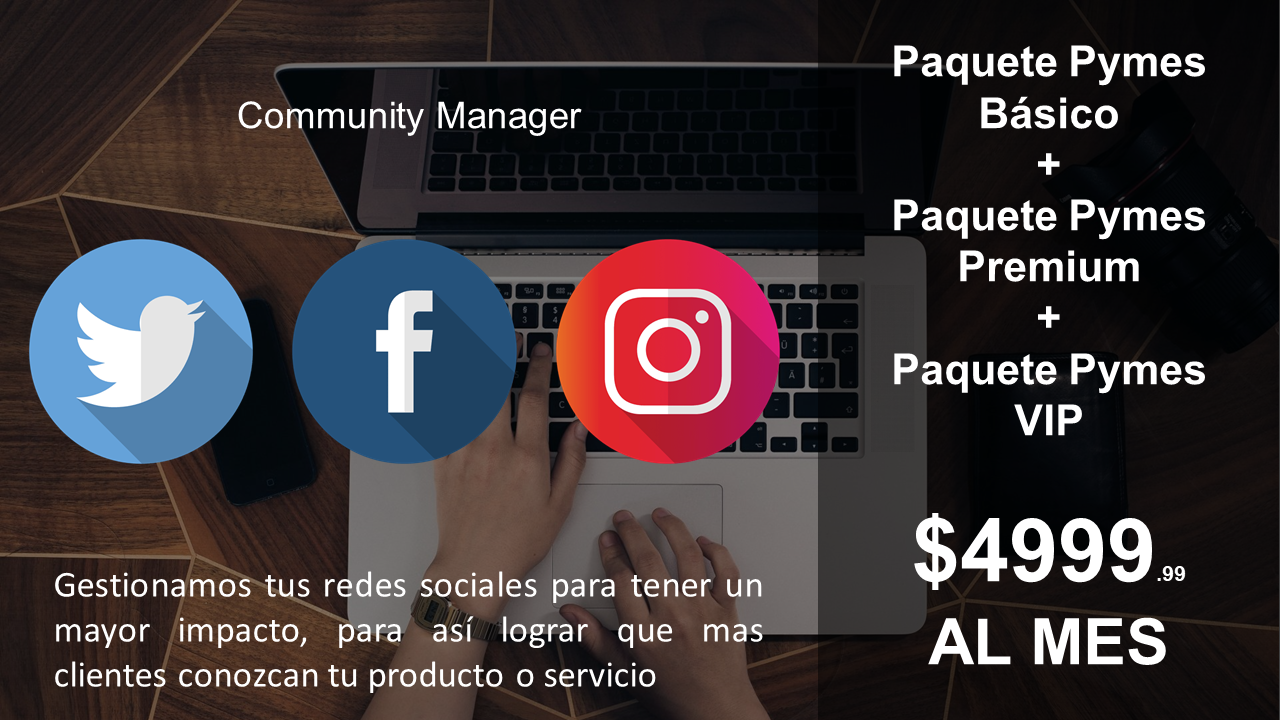 Community Manager
Gestionamos tus redes sociales para tener un
mayor impacto, para así lograr que mas
clientes conozcan tu producto o servicio
Paquete Pymes
Básico
+
Paquete Pymes
Premium
+
Paquete Pymes
VIP
$4999.99
AL MES